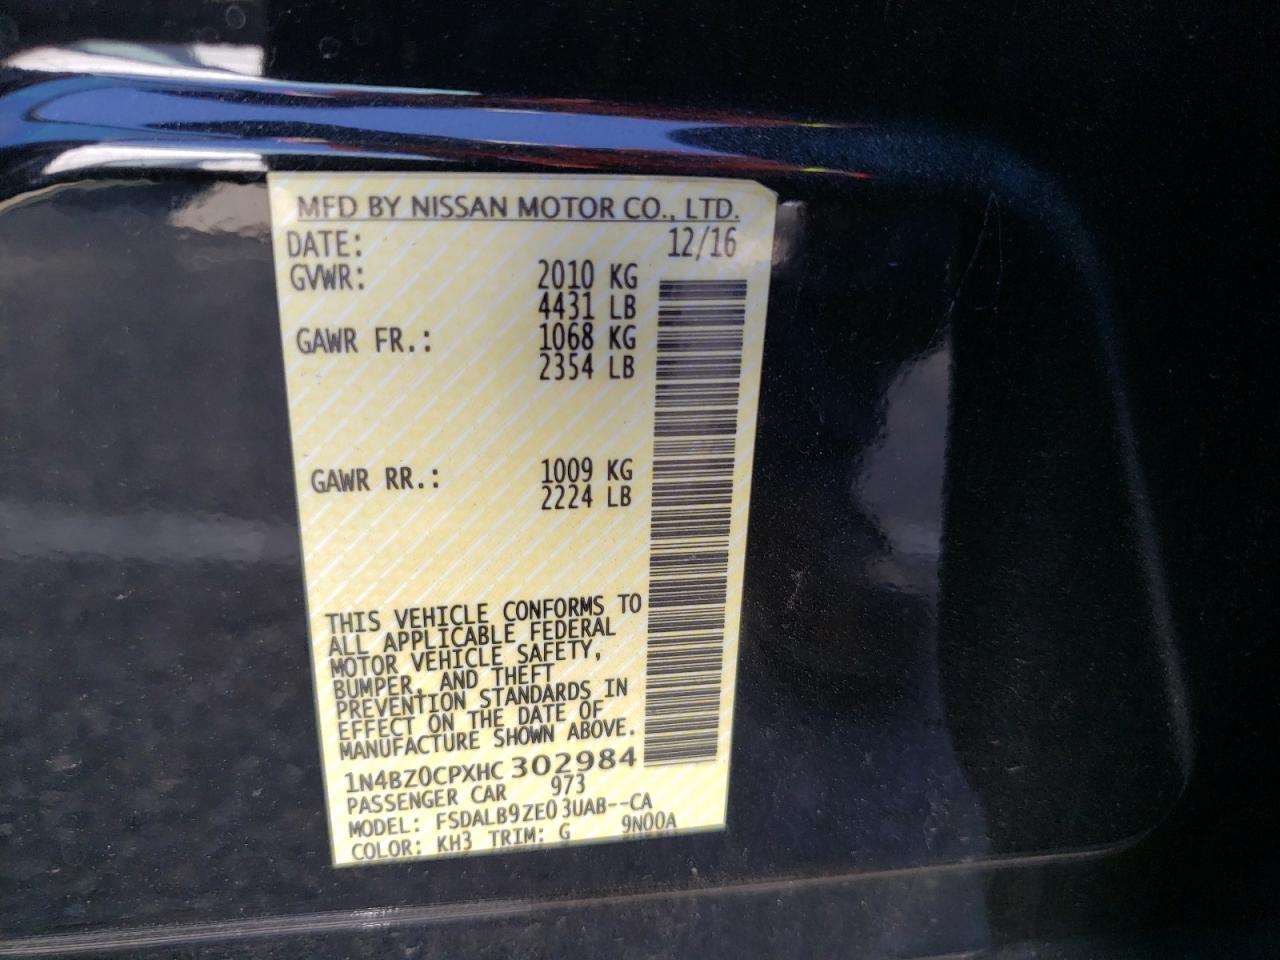 MFD BY NISSAN MOTOR CO., LTD.
DATE: 12/16
GVWR: 2010 KG
4431 LB
GAWR FR.: 1068 KG
2354 LB
GAWR RR.: 1009 KG
2224 LB
THIS VEHICLE CONFORMS TO
ALL APPLICABLE FEDERAL
MOTOR VEHICLE SAFETY,
BUMPER, AND THEFT
PREVENTION STANDARDS IN
EFFECT ON THE DATE OF
MANUFACTURE SHOWN ABOVE.
1N4BZ0CPXHC 302984
PASSENGER CAR 973
MODEL: FSDALB9ZE03UAB--CA
COLOR: KH3 TRIM: G 9N00A